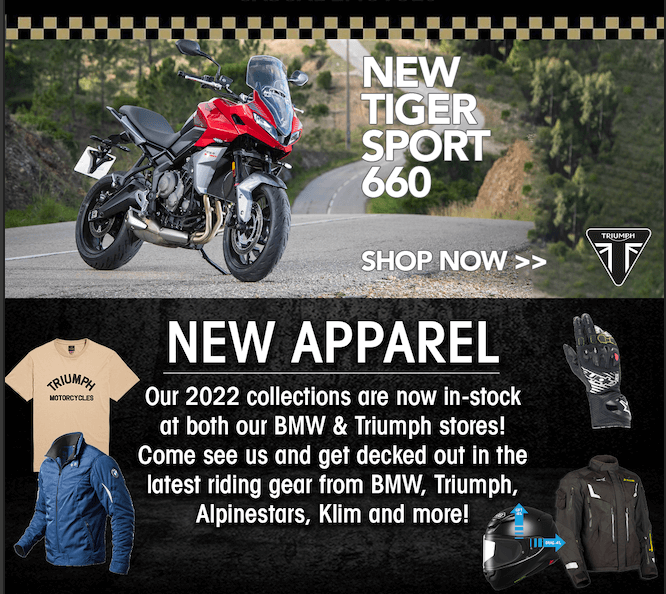 NEW
TIGER
SPORT
660
SHOP NOW >>
TRIUMPH
NEW APPAREL
TRIUMPH
MOTORCYCLES
Our 2022 collections are now in-stock
at both our BMW & Triumph stores!
Come see us and get decked out in the
latest riding gear from BMW, Triumph,
Alpinestars, Klim and more!